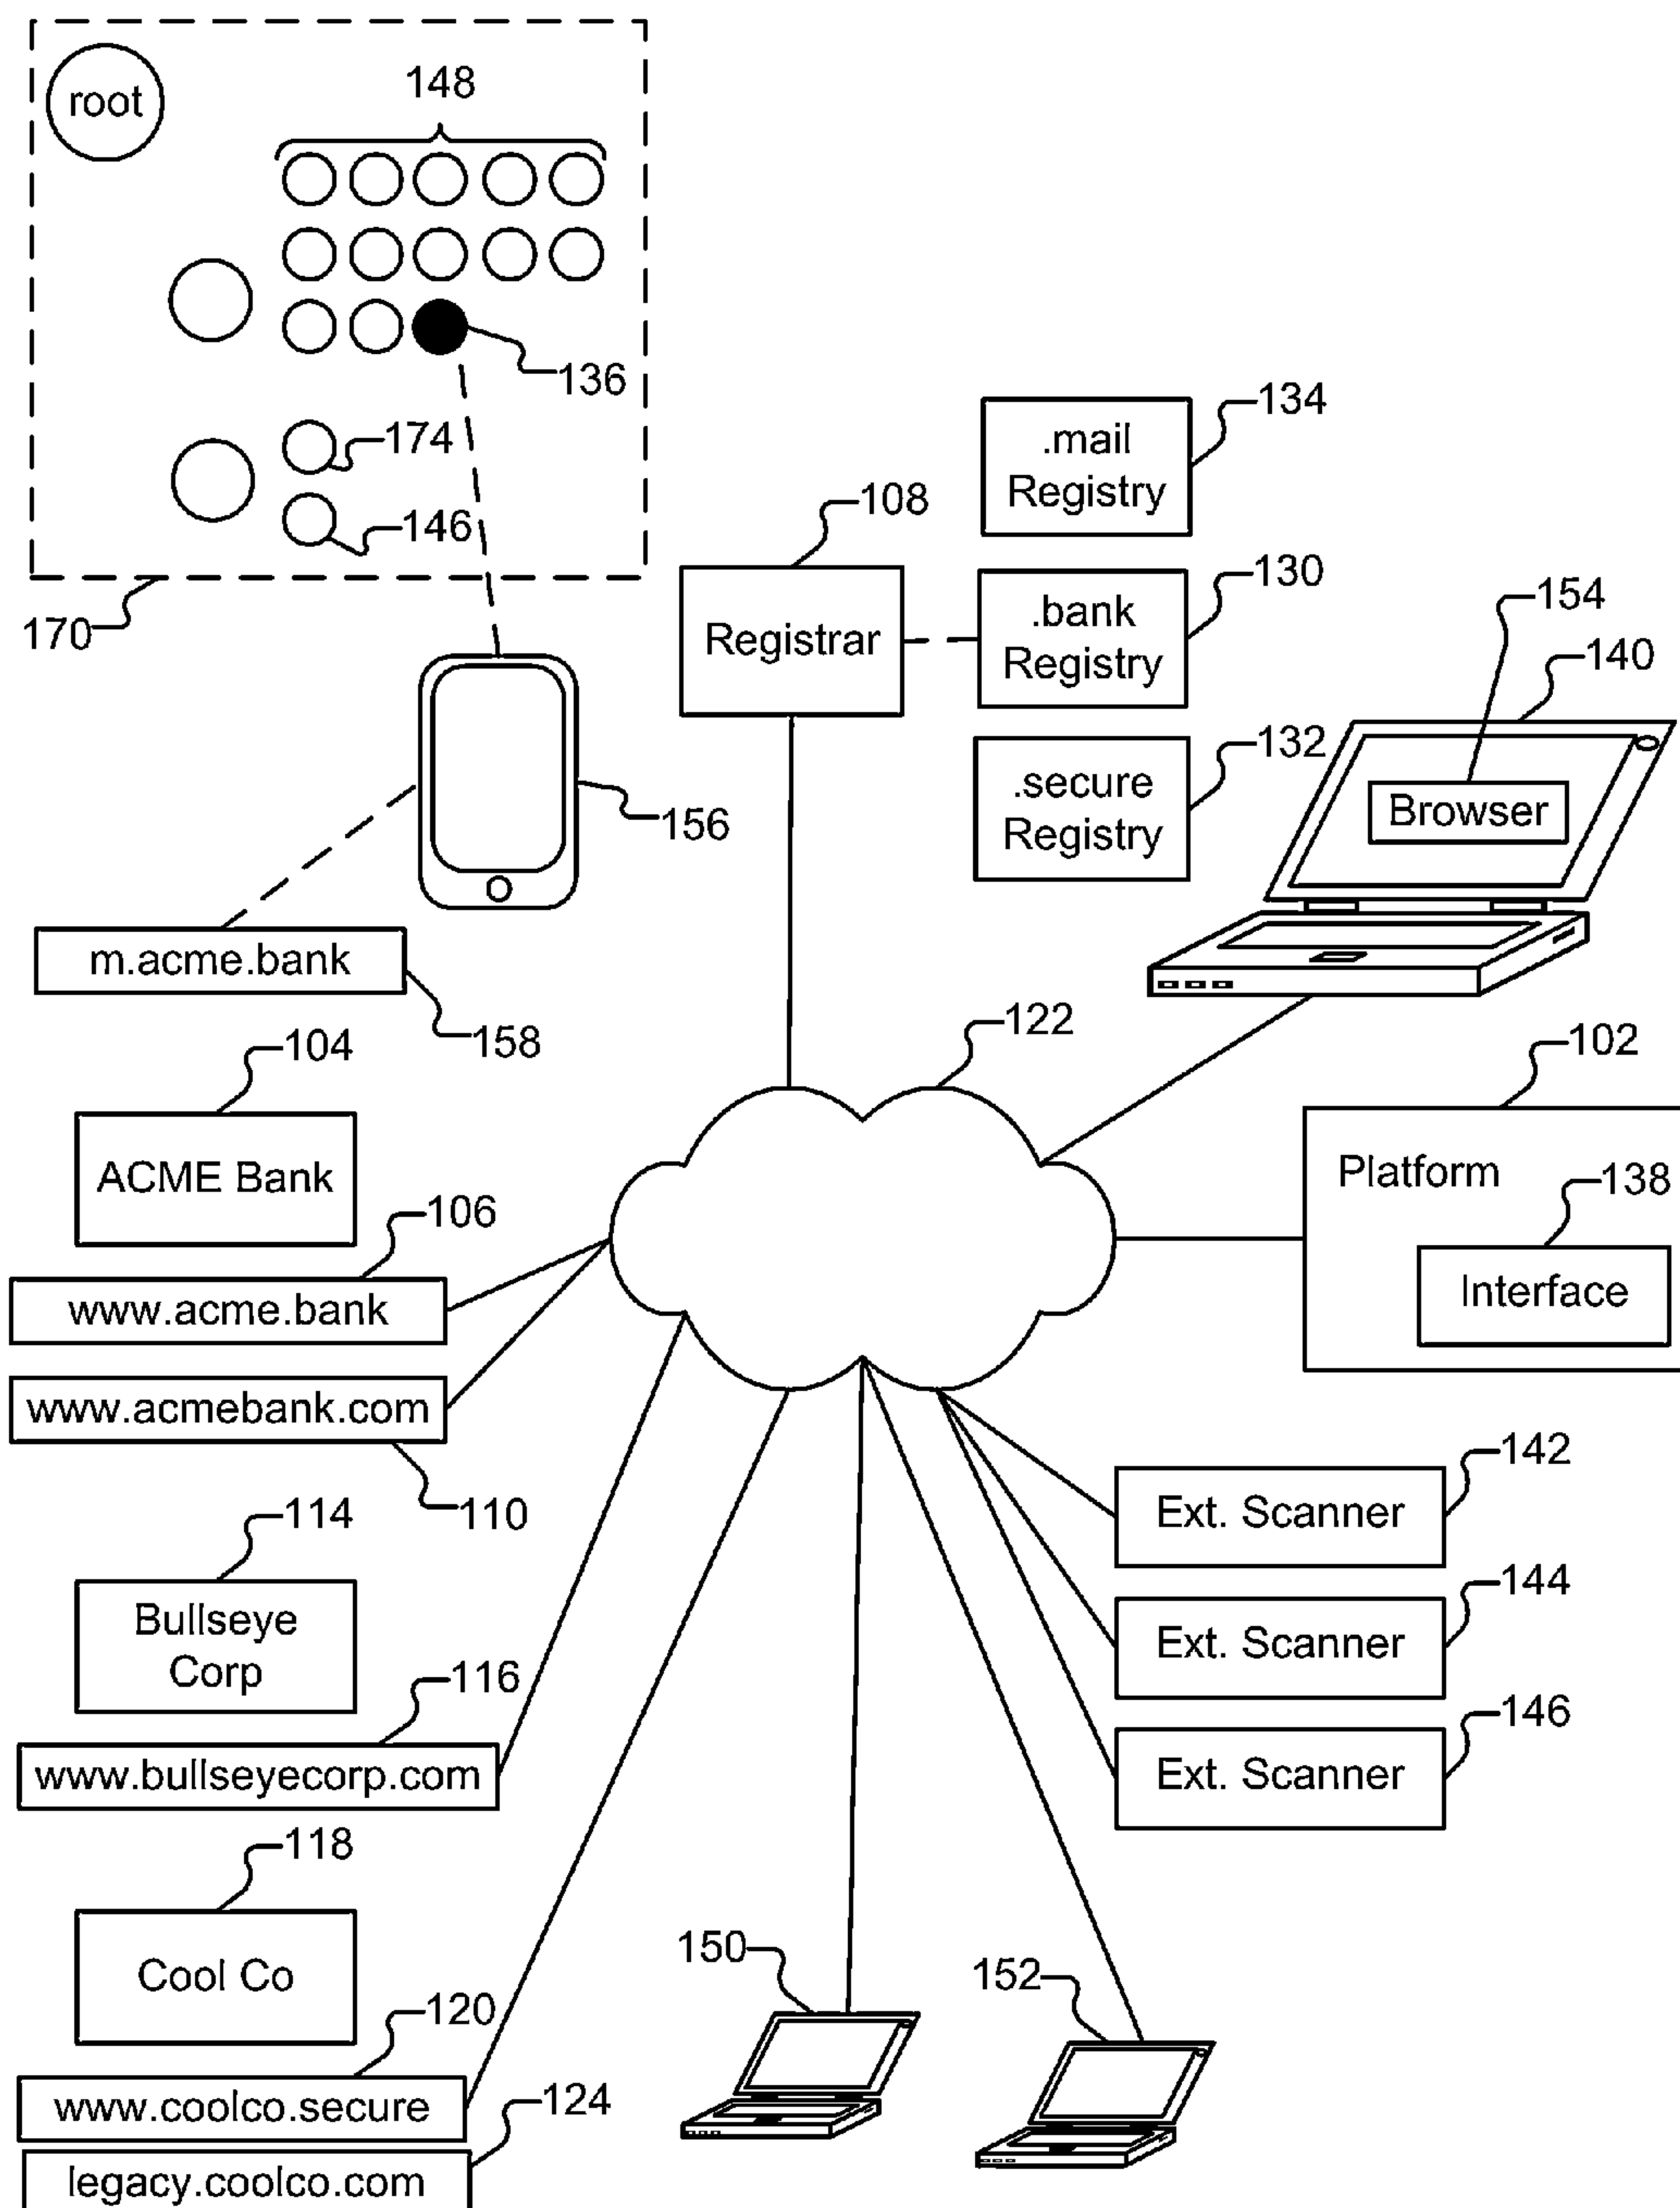 root
148
136
174
146
170
134
.mail
Registry
108
Registrar
130
.bank
Registry
154
140
132
.secure
Registry
Browser
156
m.acme.bank
158
104
ACME Bank
122
102
Platform
138
Interface
106
www.acme.bank
www.acmebank.com
110
142
Ext. Scanner
144
Ext. Scanner
146
Ext. Scanner
114
Bullseye
Corp
116
www.bullseyecorp.com
118
Cool Co
120
www.coolco.secure
124
legacy.coolco.com
150
152